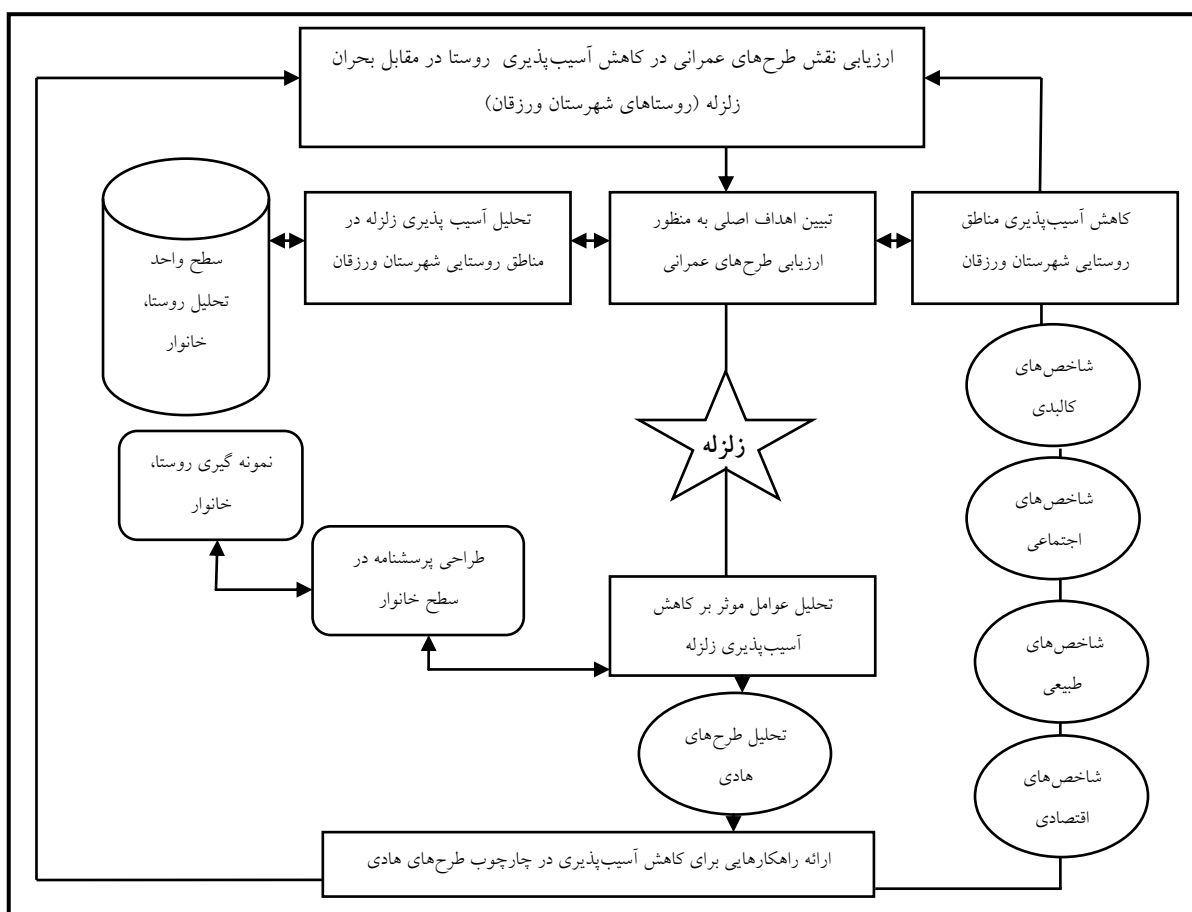 ارزیابی نقش طرح‌های عمرانی در کاهش آسیب‌پذیری روستا در مقابل بحران
زلزله (روستاهای شهرستان ورزقان)
کاهش آسیب‌پذیری مناطق
روستایی شهرستان ورزقان
تبیین اهداف اصلی به منظور
ارزیابی طرح‌های عمرانی
تحلیل آسیب پذیری زلزله در
مناطق روستایی شهرستان ورزقان
سطح واحد
تحلیل روستا،
خانوار
شاخص‌های
کالبدی
زلزله
نمونه گیری روستا،
خانوار
شاخص‌های
اجتماعی
طراحی پرسشنامه در
سطح خانوار
تحلیل عوامل موثر بر کاهش
آسیب‌پذیری زلزله
شاخص‌های
طبیعی
تحلیل طرح‌های
هادی
شاخص‌های
اقتصادی
ارائه راهکارهایی برای کاهش آسیب‌پذیری در چارچوب طرح‌های هادی